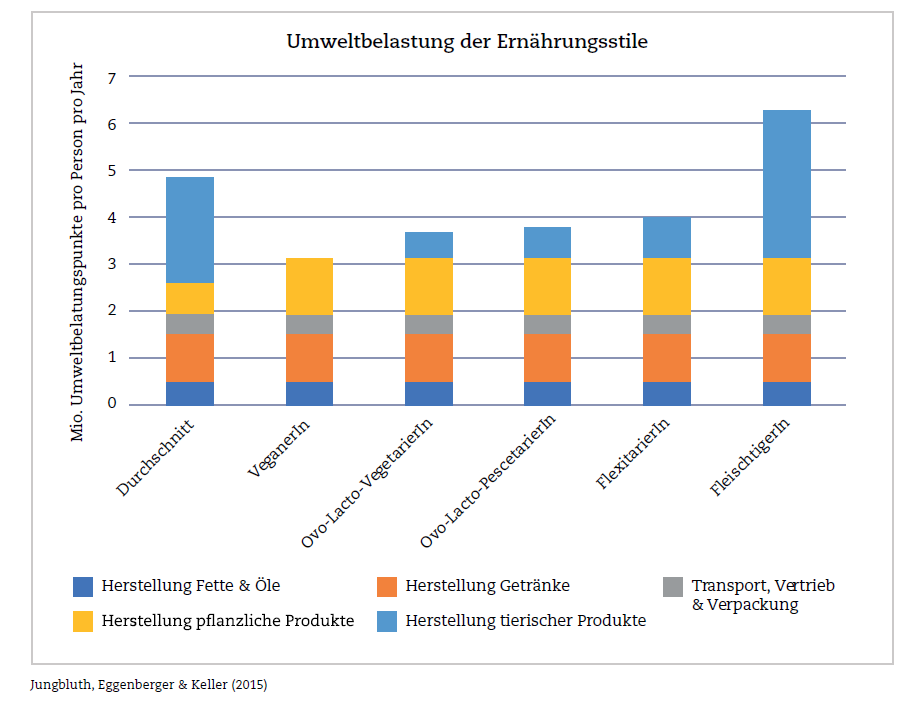 Umweltbelastung der Ernährungsstile
Mio. Umweltbelatungspunkte pro Person pro Jahr
7
6
5
4
3
2
1
0
Durchschnitt
VeganerIn
Ovo-Lacto-VegetarierIn
Ovo-Lacto-PescetarierIn
FlexitarierIn
FleischtigerIn
Herstellung Fette & Öle
Herstellung Getränke
Transport, Vertrieb
& Verpackung
Herstellung pflanzliche Produkte
Herstellung tierischer Produkte
Jungbluth, Eggenberger & Keller (2015)